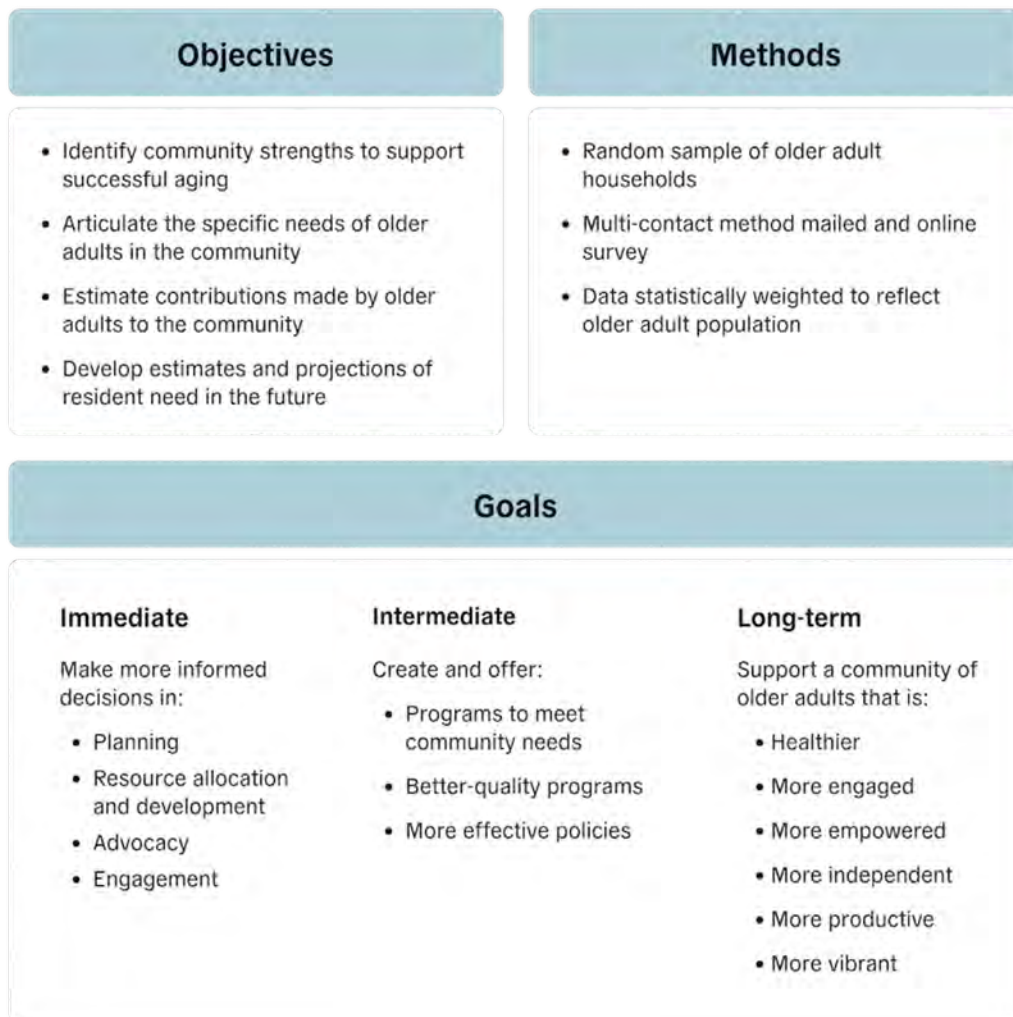 Objectives
• Identify community strengths to support
successful aging
• Articulate the specific needs of older
adults in the community
• Estimate contributions made by older
adults to the community
• Develop estimates and projections of
resident need in the future
Methods
• Random sample of older adult
households
• Multi-contact method mailed and online
survey
• Data statistically weighted to reflect
older adult population
Goals
Immediate
Make more informed
decisions in:
• Planning
• Resource allocation
and development
• Advocacy
• Engagement
Intermediate
Create and offer:
• Programs to meet
community needs
• Better-quality programs
• More effective policies
Long-term
Support a community of
older adults that is:
• Healthier
• More engaged
• More empowered
• More independent
• More productive
• More vibrant